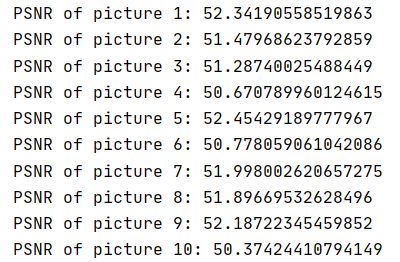 PSNR of picture 1: 52.34190558519863
PSNR of picture 2: 51.47968623792859
PSNR of picture 3: 51.28740025488449
PSNR of picture 4: 50.670789960124615
PSNR of picture 5: 52.45429189777967
PSNR of picture 6: 50.778059061042086
PSNR of picture 7: 51.998002620657275
PSNR of picture 8: 51.89669532628496
PSNR of picture 9: 52.18722345459852
PSNR of picture 10: 50.37424410794149